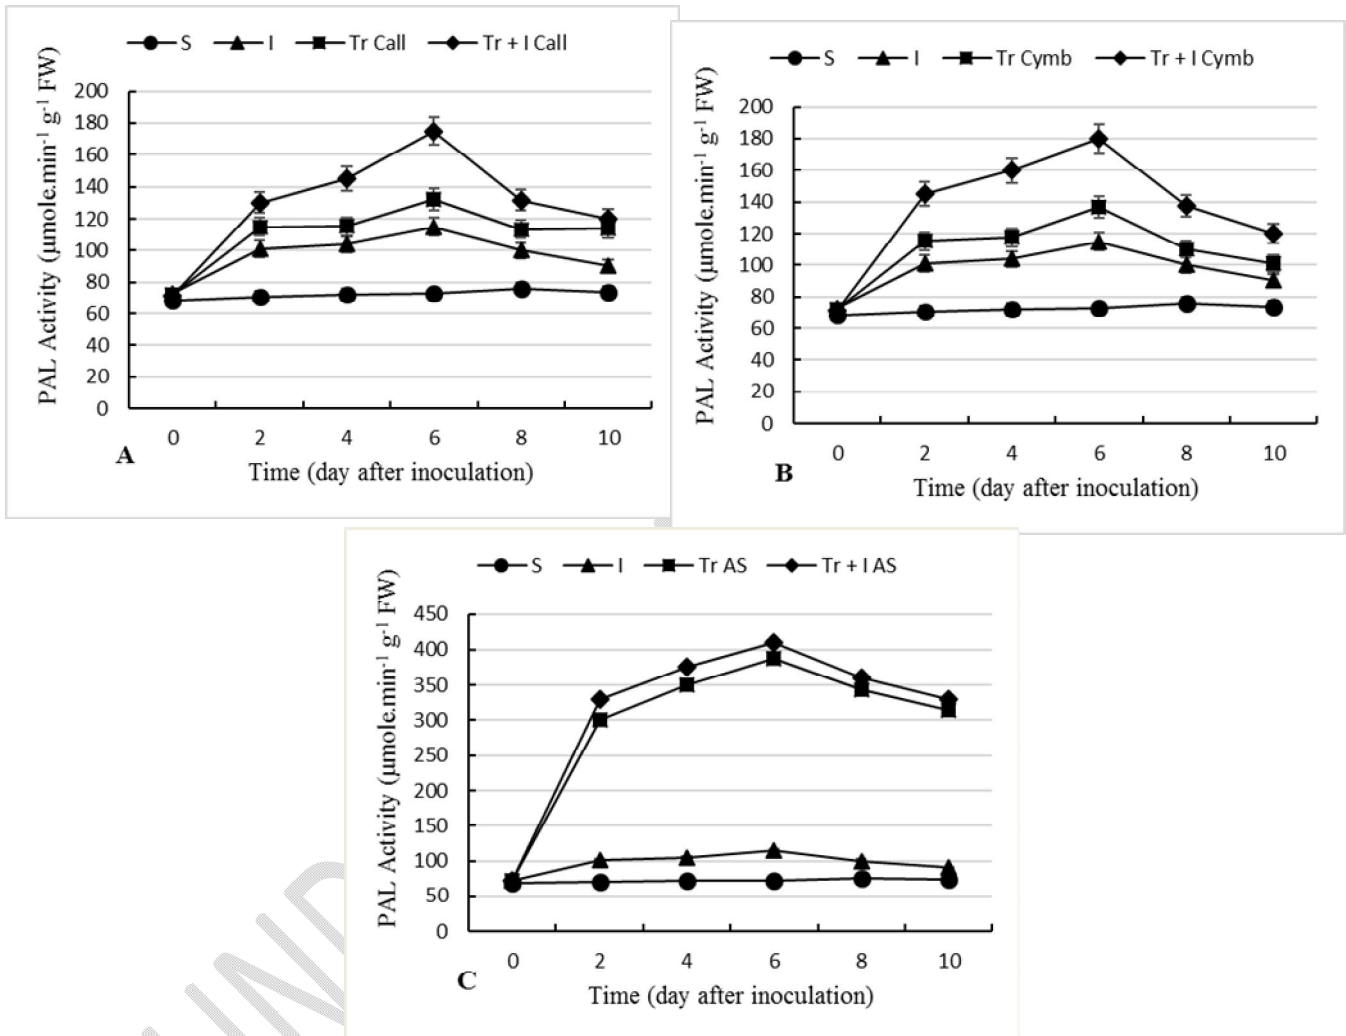 S I Tr Call Tr + I Call
PAL Activity (µmole.min⁻¹ g⁻¹ FW)
200
180
160
140
120
100
80
60
40
20
0
0 2 4 6 8 10
A
Time (day after inoculation)
S I Tr Cymb Tr + I Cymb
PAL Activity (µmole.min⁻¹ g⁻¹ FW)
200
180
160
140
120
100
80
60
40
20
0
0 2 4 6 8 10
B
Time (day after inoculation)
S I Tr AS Tr + I AS
PAL Activity (µmole.min⁻¹ g⁻¹ FW)
450
400
350
300
250
200
150
100
50
0
0 2 4 6 8 10
C
Time (day after inoculation)